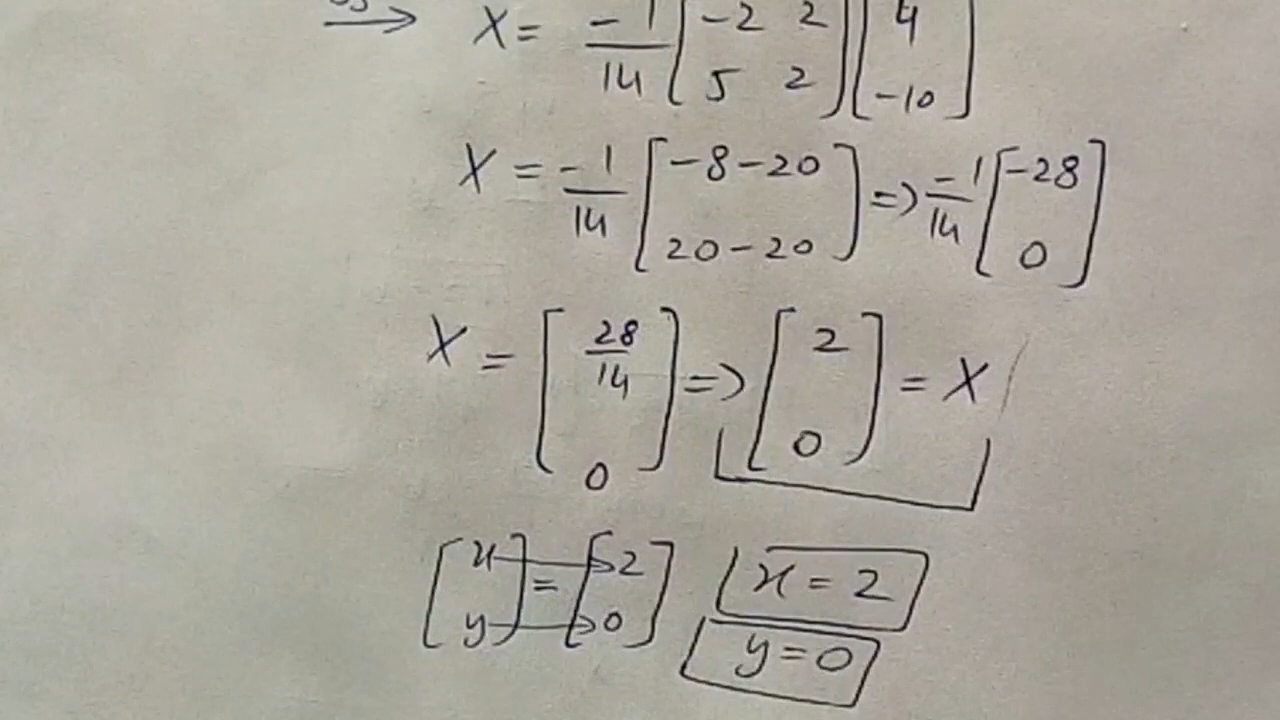 → X = -1/14 [-2 2; 5 2] [4; -10]
X = -1/14 [-8-20; 20-20] => -1/14 [-28; 0]
X = [28/14; 0] => [2; 0] = X
[x; y] = [2; 0] x = 2
y = 0